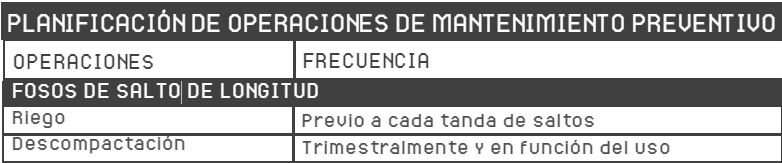 PLANIFICACIÓN DE OPERACIONES DE MANTENIMIENTO PREVENTIVO
OPERACIONES FRECUENCIA
FOSOS DE SALTO DE LONGITUD
Riego Previo a cada tanda de saltos
Descompactación Trimestralmente y en función del uso